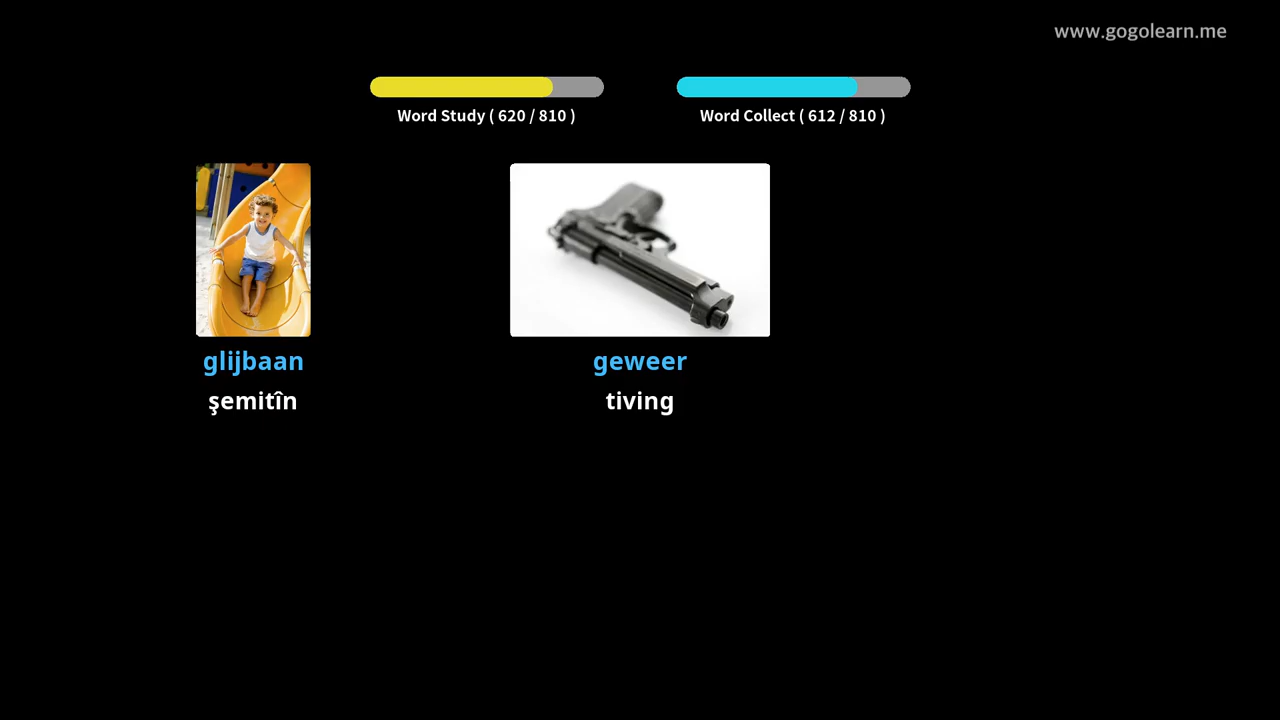 www.gogolearn.me
Word Study ( 620 / 810 )
Word Collect ( 612 / 810 )
glijbaan
şemitîn
geweer
tiving